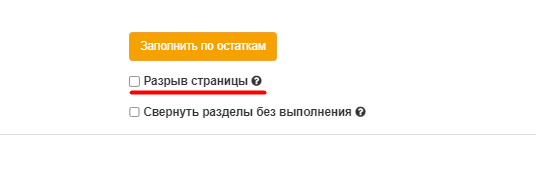 Заполнить по остаткам
Разрыв страницы ?
Свернуть разделы без выполнения ?